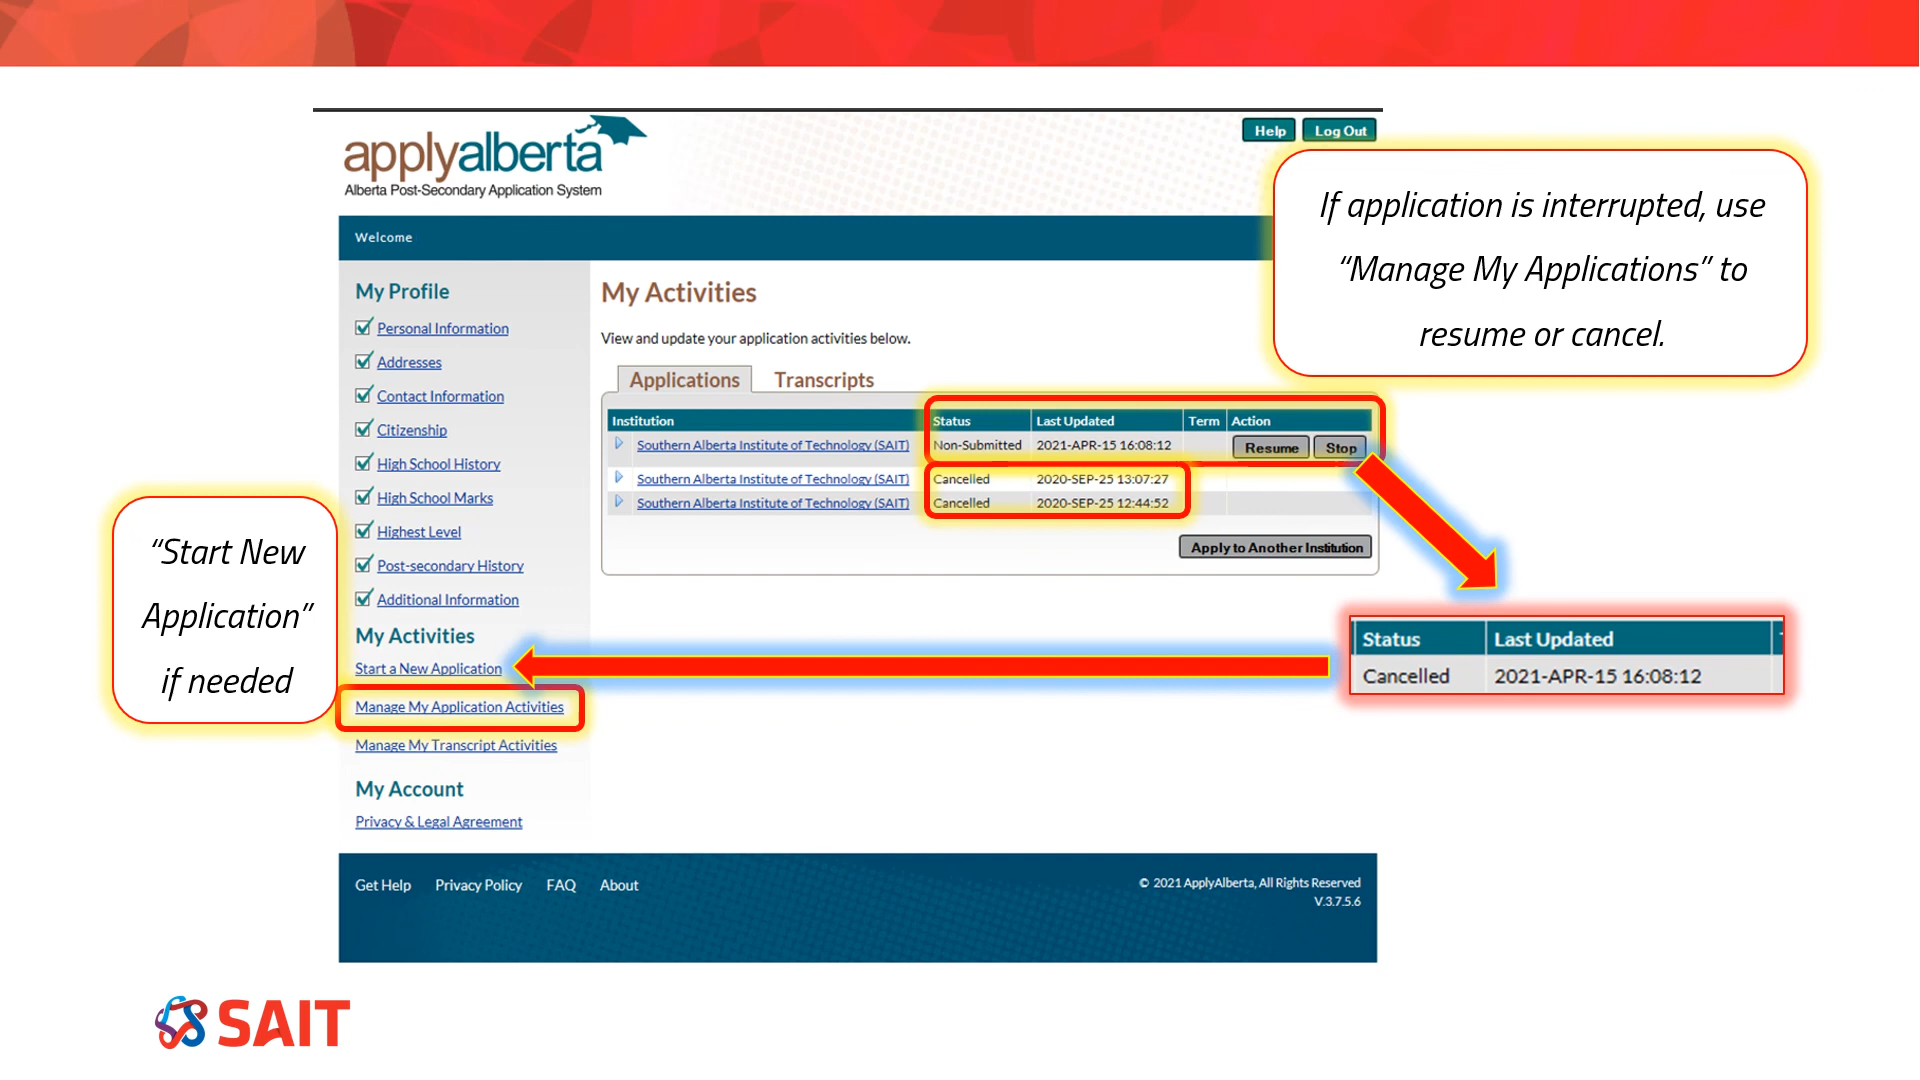 applyalberta
Alberta Post-Secondary Application System
Help
Log Out
If application is interrupted, use
“Manage My Applications” to
resume or cancel.
Welcome
My Profile
Personal Information
Addresses
Contact Information
Citizenship
High School History
High School Marks
Highest Level
Post-secondary History
Additional Information
My Activities
Start a New Application
Manage My Application Activities
Manage My Transcript Activities
My Account
Privacy & Legal Agreement
“Start New
Application”
if needed
My Activities
View and update your application activities below.
Applications Transcripts
Institution Status Last Updated Term Action
Southern Alberta Institute of Technology (SAIT) Non-Submitted 2021-APR-15 16:08:12 Resume Stop
Southern Alberta Institute of Technology (SAIT) Cancelled 2020-SEP-25 13:07:27
Southern Alberta Institute of Technology (SAIT) Cancelled 2020-SEP-25 12:44:52
Apply to Another Institution
Status Last Updated
Cancelled 2021-APR-15 16:08:12
Get Help Privacy Policy FAQ About
© 2021 ApplyAlberta, All Rights Reserved
V.3.7.5.6
SAIT